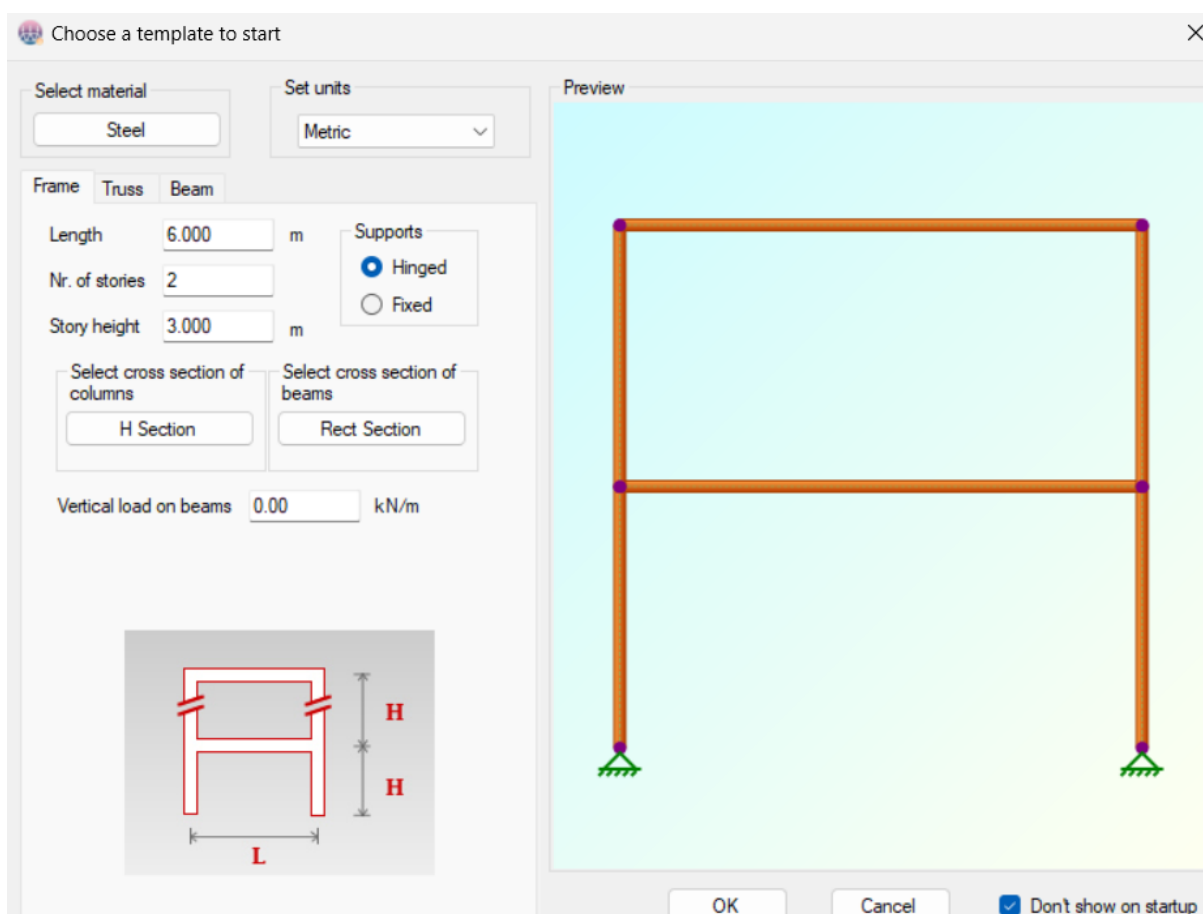 Choose a template to start
Select material
Steel
Set units
Metric
Frame
Truss
Beam
Length
6.000
m
Nr. of stories
2
Story height
3.000
m
Supports
Hinged
Fixed
Select cross section of
columns
H Section
Select cross section of
beams
Rect Section
Vertical load on beams
0.00
kN/m
H
H
L
Preview
OK
Cancel
Don't show on startup